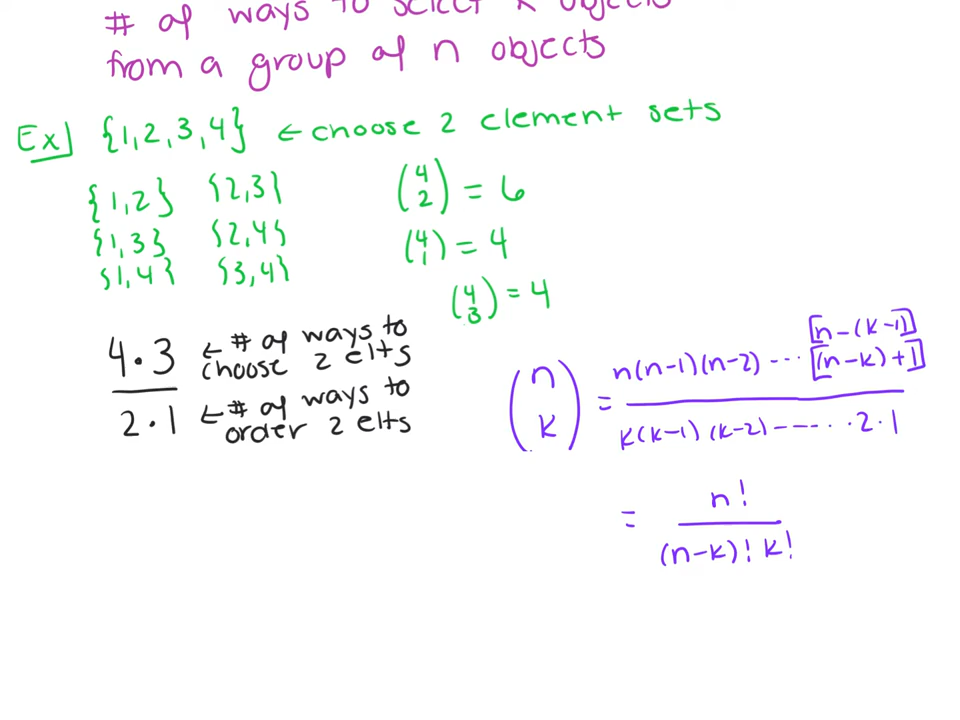 # of ways to select k objects
from a group of n objects
Ex] {1,2,3,4} ← choose 2 element sets
{1,2} {2,3}
{1,3} {2,4}
{1,4} {3,4}
(4 2) = 6
(4 1) = 4
(4 3) = 4
4·3 ← # of ways to
choose 2 elts
2·1 ← # of ways to
order 2 elts
[n-(k-1)]
(n k) = n(n-1)(n-2) ··· [(n-k)+1]
k(k-1)(k-2) ----··· ·2·1
= n!
(n-k)! k!